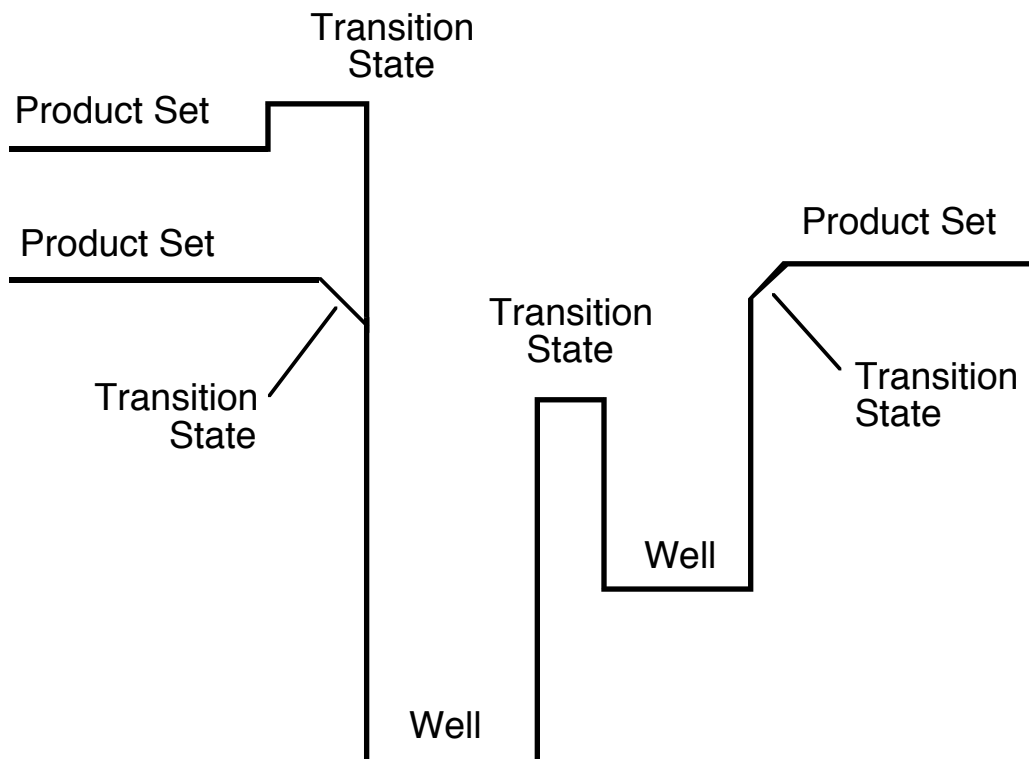 Transition
State
Product Set
Product Set
Product Set
Transition
State
Transition
State
Transition
State
Well
Well